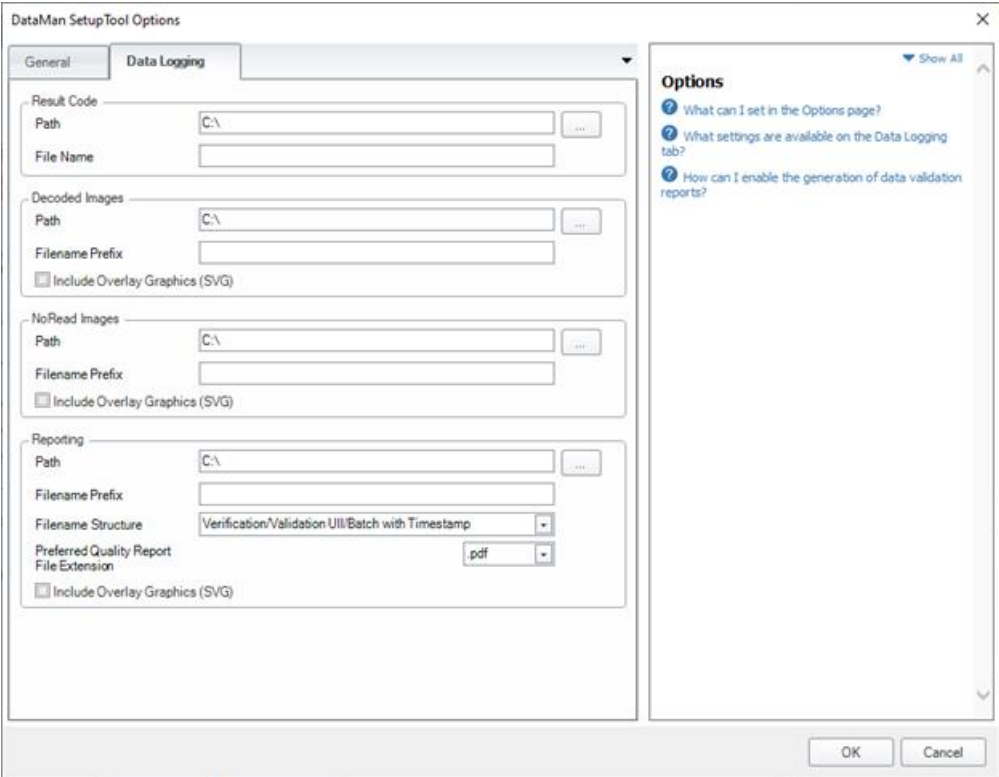 DataMan SetupTool Options
General
Data Logging
Result Code
Path
C:\
...
File Name
Decoded Images
Path
C:\
...
Filename Prefix
Include Overlay Graphics (SVG)
NoRead Images
Path
C:\
...
Filename Prefix
Include Overlay Graphics (SVG)
Reporting
Path
C:\
...
Filename Prefix
Filename Structure
Verification/Validation UII/Batch with Timestamp
Preferred Quality Report
File Extension
.pdf
Include Overlay Graphics (SVG)
Show All
Options
What can I set in the Options page?
What settings are available on the Data Logging
tab?
How can I enable the generation of data validation
reports?
OK
Cancel